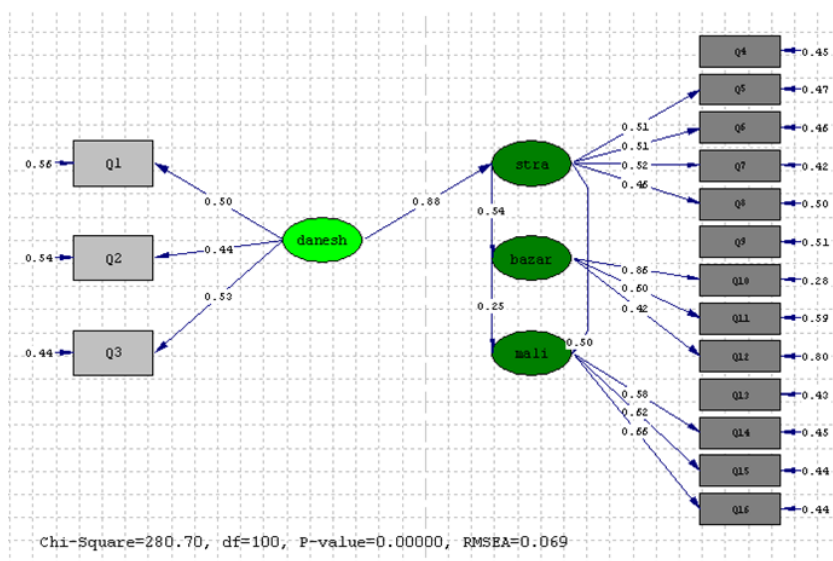 Q4
0.45
Q5
0.47
Q6
0.46
0.51
0.51
Q1
0.56
stra
0.52
Q7
0.42
0.46
0.50
0.88
Q8
0.50
0.54
danesh
Q9
0.51
0.44
Q2
0.54
bazar
0.86
Q10
0.28
0.53
0.60
0.25
0.42
Q11
0.59
Q3
0.44
mali
0.50
Q12
0.80
0.58
Q13
0.43
0.62
0.66
Q14
0.45
Q15
0.44
Q16
0.44
Chi-Square=280.70, df=100, P-value=0.00000, RMSEA=0.069